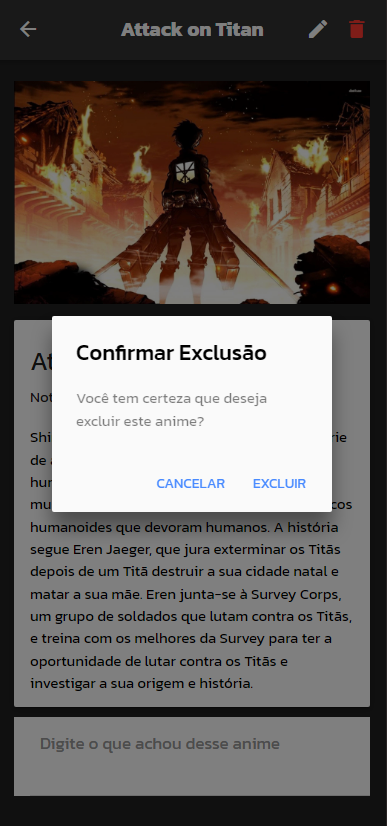 Attack on Titan
Confirmar Exclusão
Você tem certeza que deseja
excluir este anime?
CANCELAR
EXCLUIR
humanoides que devoram humanos. A história
segue Eren Jaeger, que jura exterminar os Titãs
depois de um Titã destruir a sua cidade natal e
matar a sua mãe. Eren junta-se à Survey Corps,
um grupo de soldados que lutam contra os Titãs,
e treina com os melhores da Survey para ter a
oportunidade de lutar contra os Titãs e
investigar a sua origem e história.
Digite o que achou desse anime